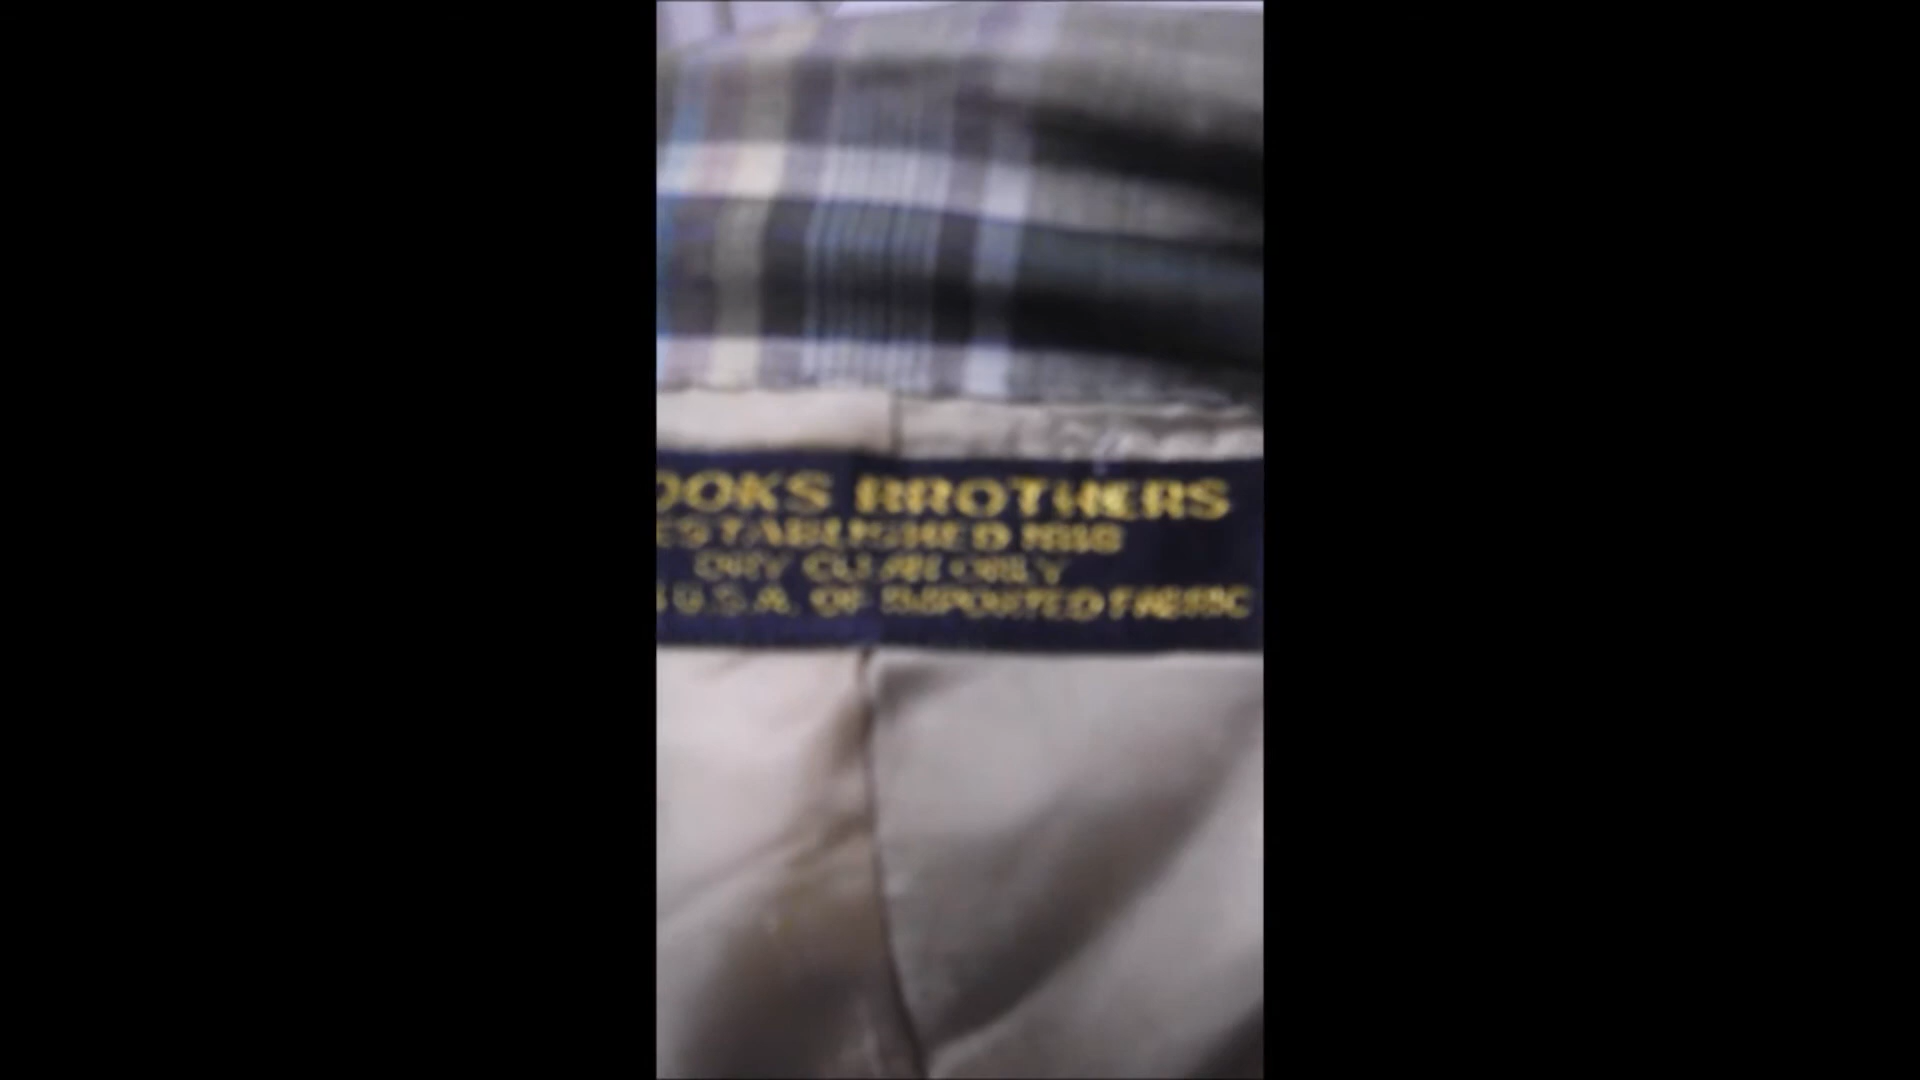 OOKS BROTHERS
ESTABLISHED 1818
DRY CLEAN ONLY
U.S.A. OF IMPORTED FABRIC